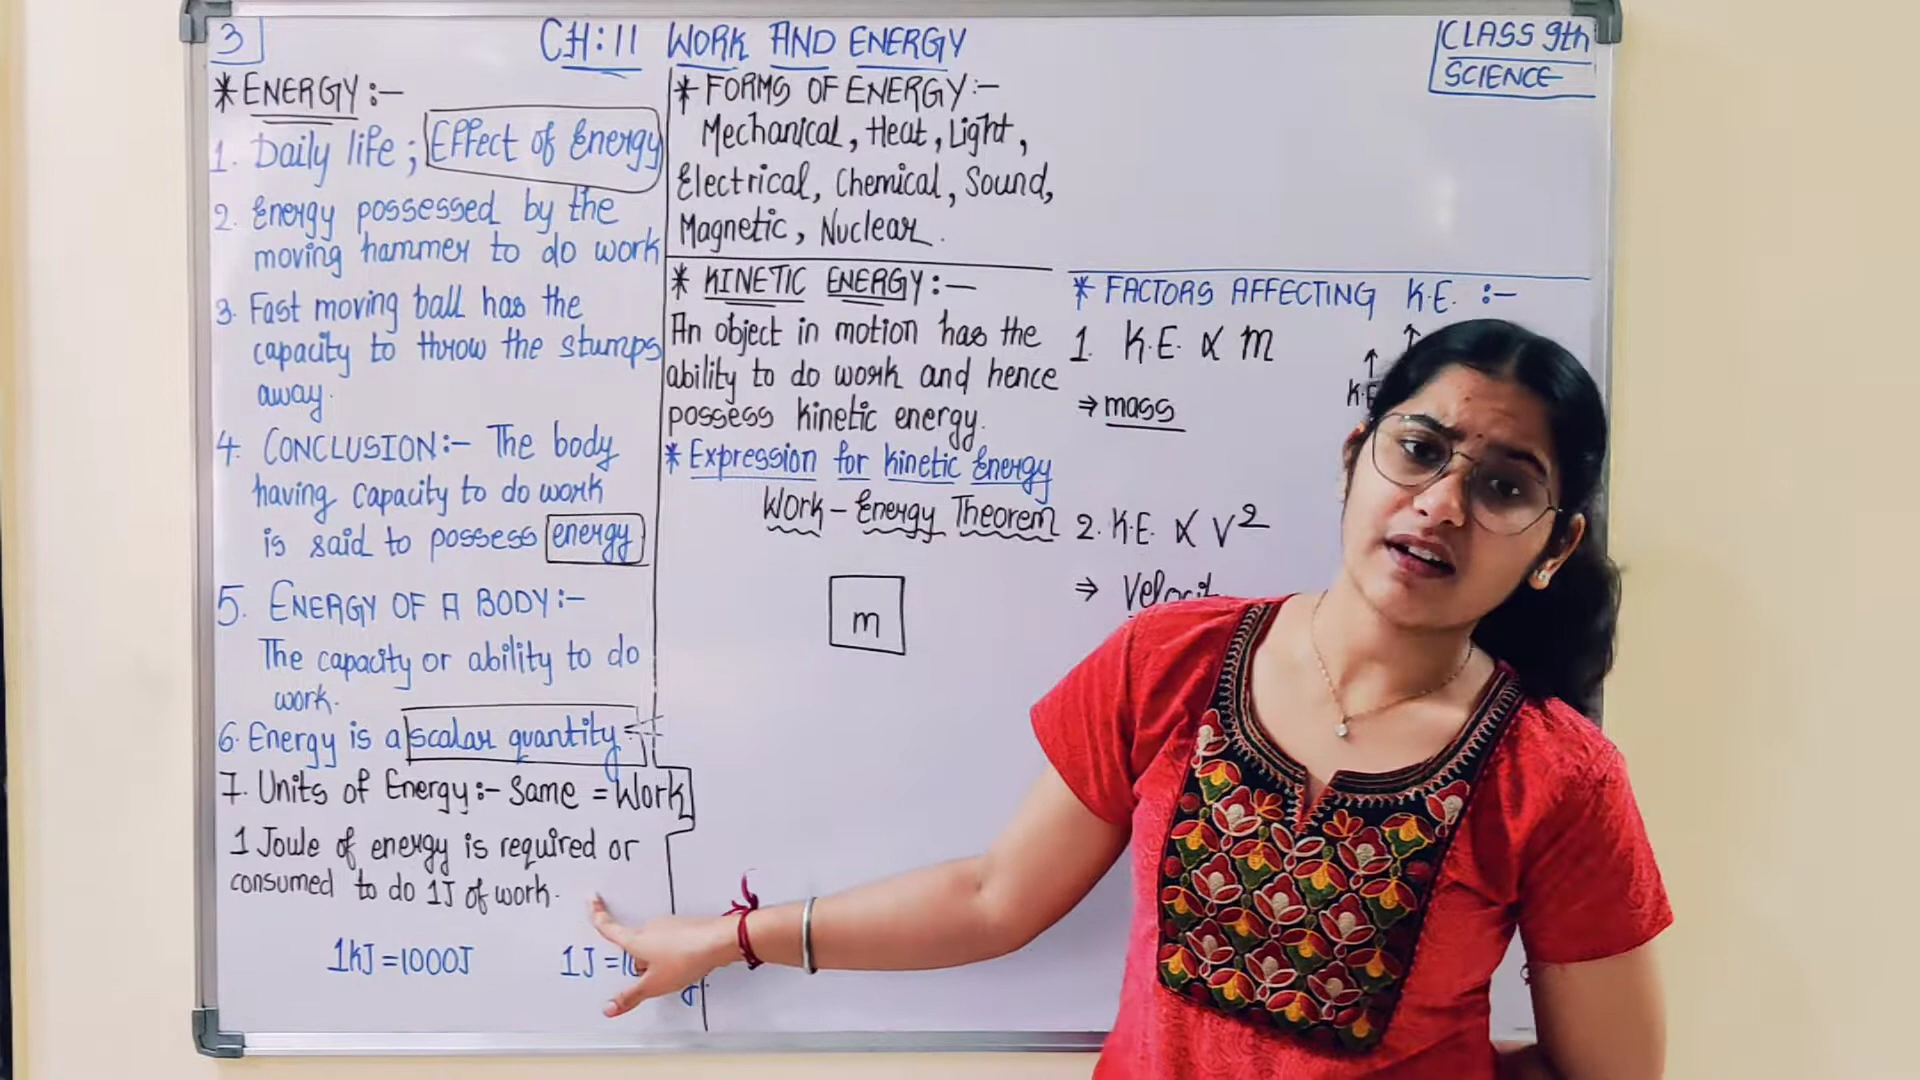 3
CH:11 WORK AND ENERGY
CLASS 9th
SCIENCE
* ENERGY:-
1. Daily life; Effect of Energy
2. Energy possessed by the
moving hammer to do work
3. Fast moving ball has the
capacity to throw the stumps
away.
4. CONCLUSION:- The body
having capacity to do work
is said to possess energy
5. ENERGY OF A BODY:-
The capacity or ability to do
work.
6. Energy is a scalar quantity
7. Units of Energy:- Same = Work
1 Joule of energy is required or
consumed to do 1J of work.
1kJ = 1000J
1J =
* FORMS OF ENERGY:-
Mechanical, Heat, Light,
Electrical, Chemical, Sound,
Magnetic, Nuclear.
* KINETIC ENERGY:-
An object in motion has the
ability to do work and hence
possess kinetic energy.
* Expression for kinetic Energy
Work-Energy Theorem
m
* FACTORS AFFECTING K.E. :-
1. K.E. ∝ m
⇒ mass
2. K.E. ∝ V²
⇒